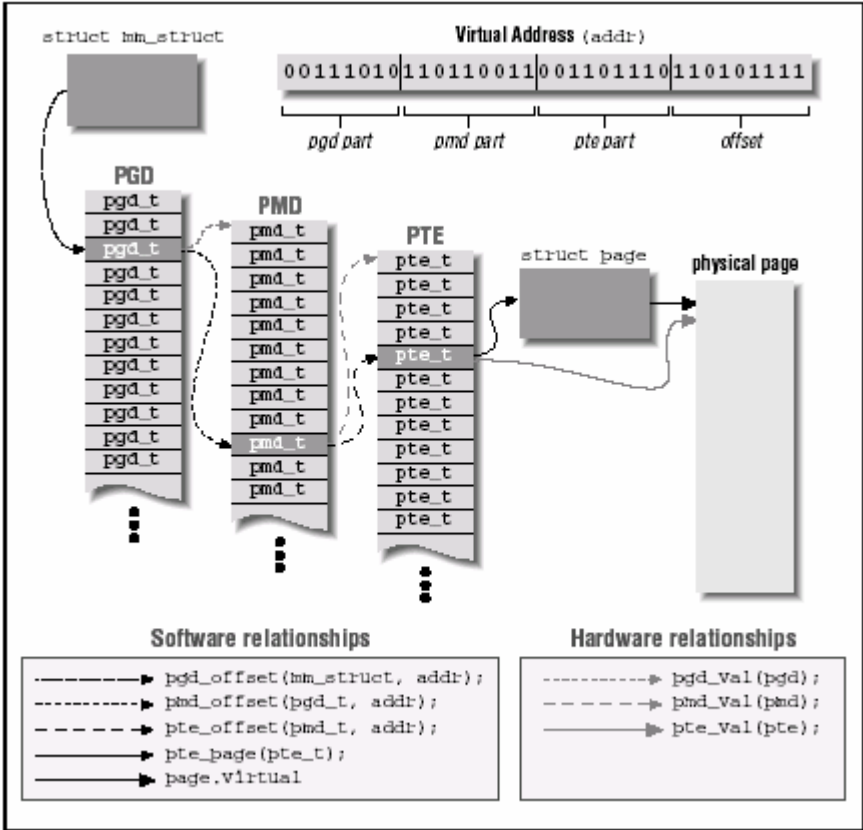 struct mm_struct
Virtual Address (addr)
00111010 110110011 001101110 110101111
pgd part pmd part pte part offset
PGD
pgd_t
pgd_t
pgd_t
pgd_t
pgd_t
pgd_t
pgd_t
pgd_t
pgd_t
pgd_t
pgd_t
pgd_t
PMD
pmd_t
pmd_t
pmd_t
pmd_t
pmd_t
pmd_t
pmd_t
pmd_t
pmd_t
pmd_t
pmd_t
pmd_t
PTE
pte_t
pte_t
pte_t
pte_t
pte_t
pte_t
pte_t
pte_t
pte_t
pte_t
pte_t
pte_t
struct page
physical page
Software relationships
pgd_offset(mm_struct, addr);
pmd_offset(pgd_t, addr);
pte_offset(pmd_t, addr);
pte_page(pte_t);
page.virtual
Hardware relationships
pgd_val(pgd);
pmd_val(pmd);
pte_val(pte);